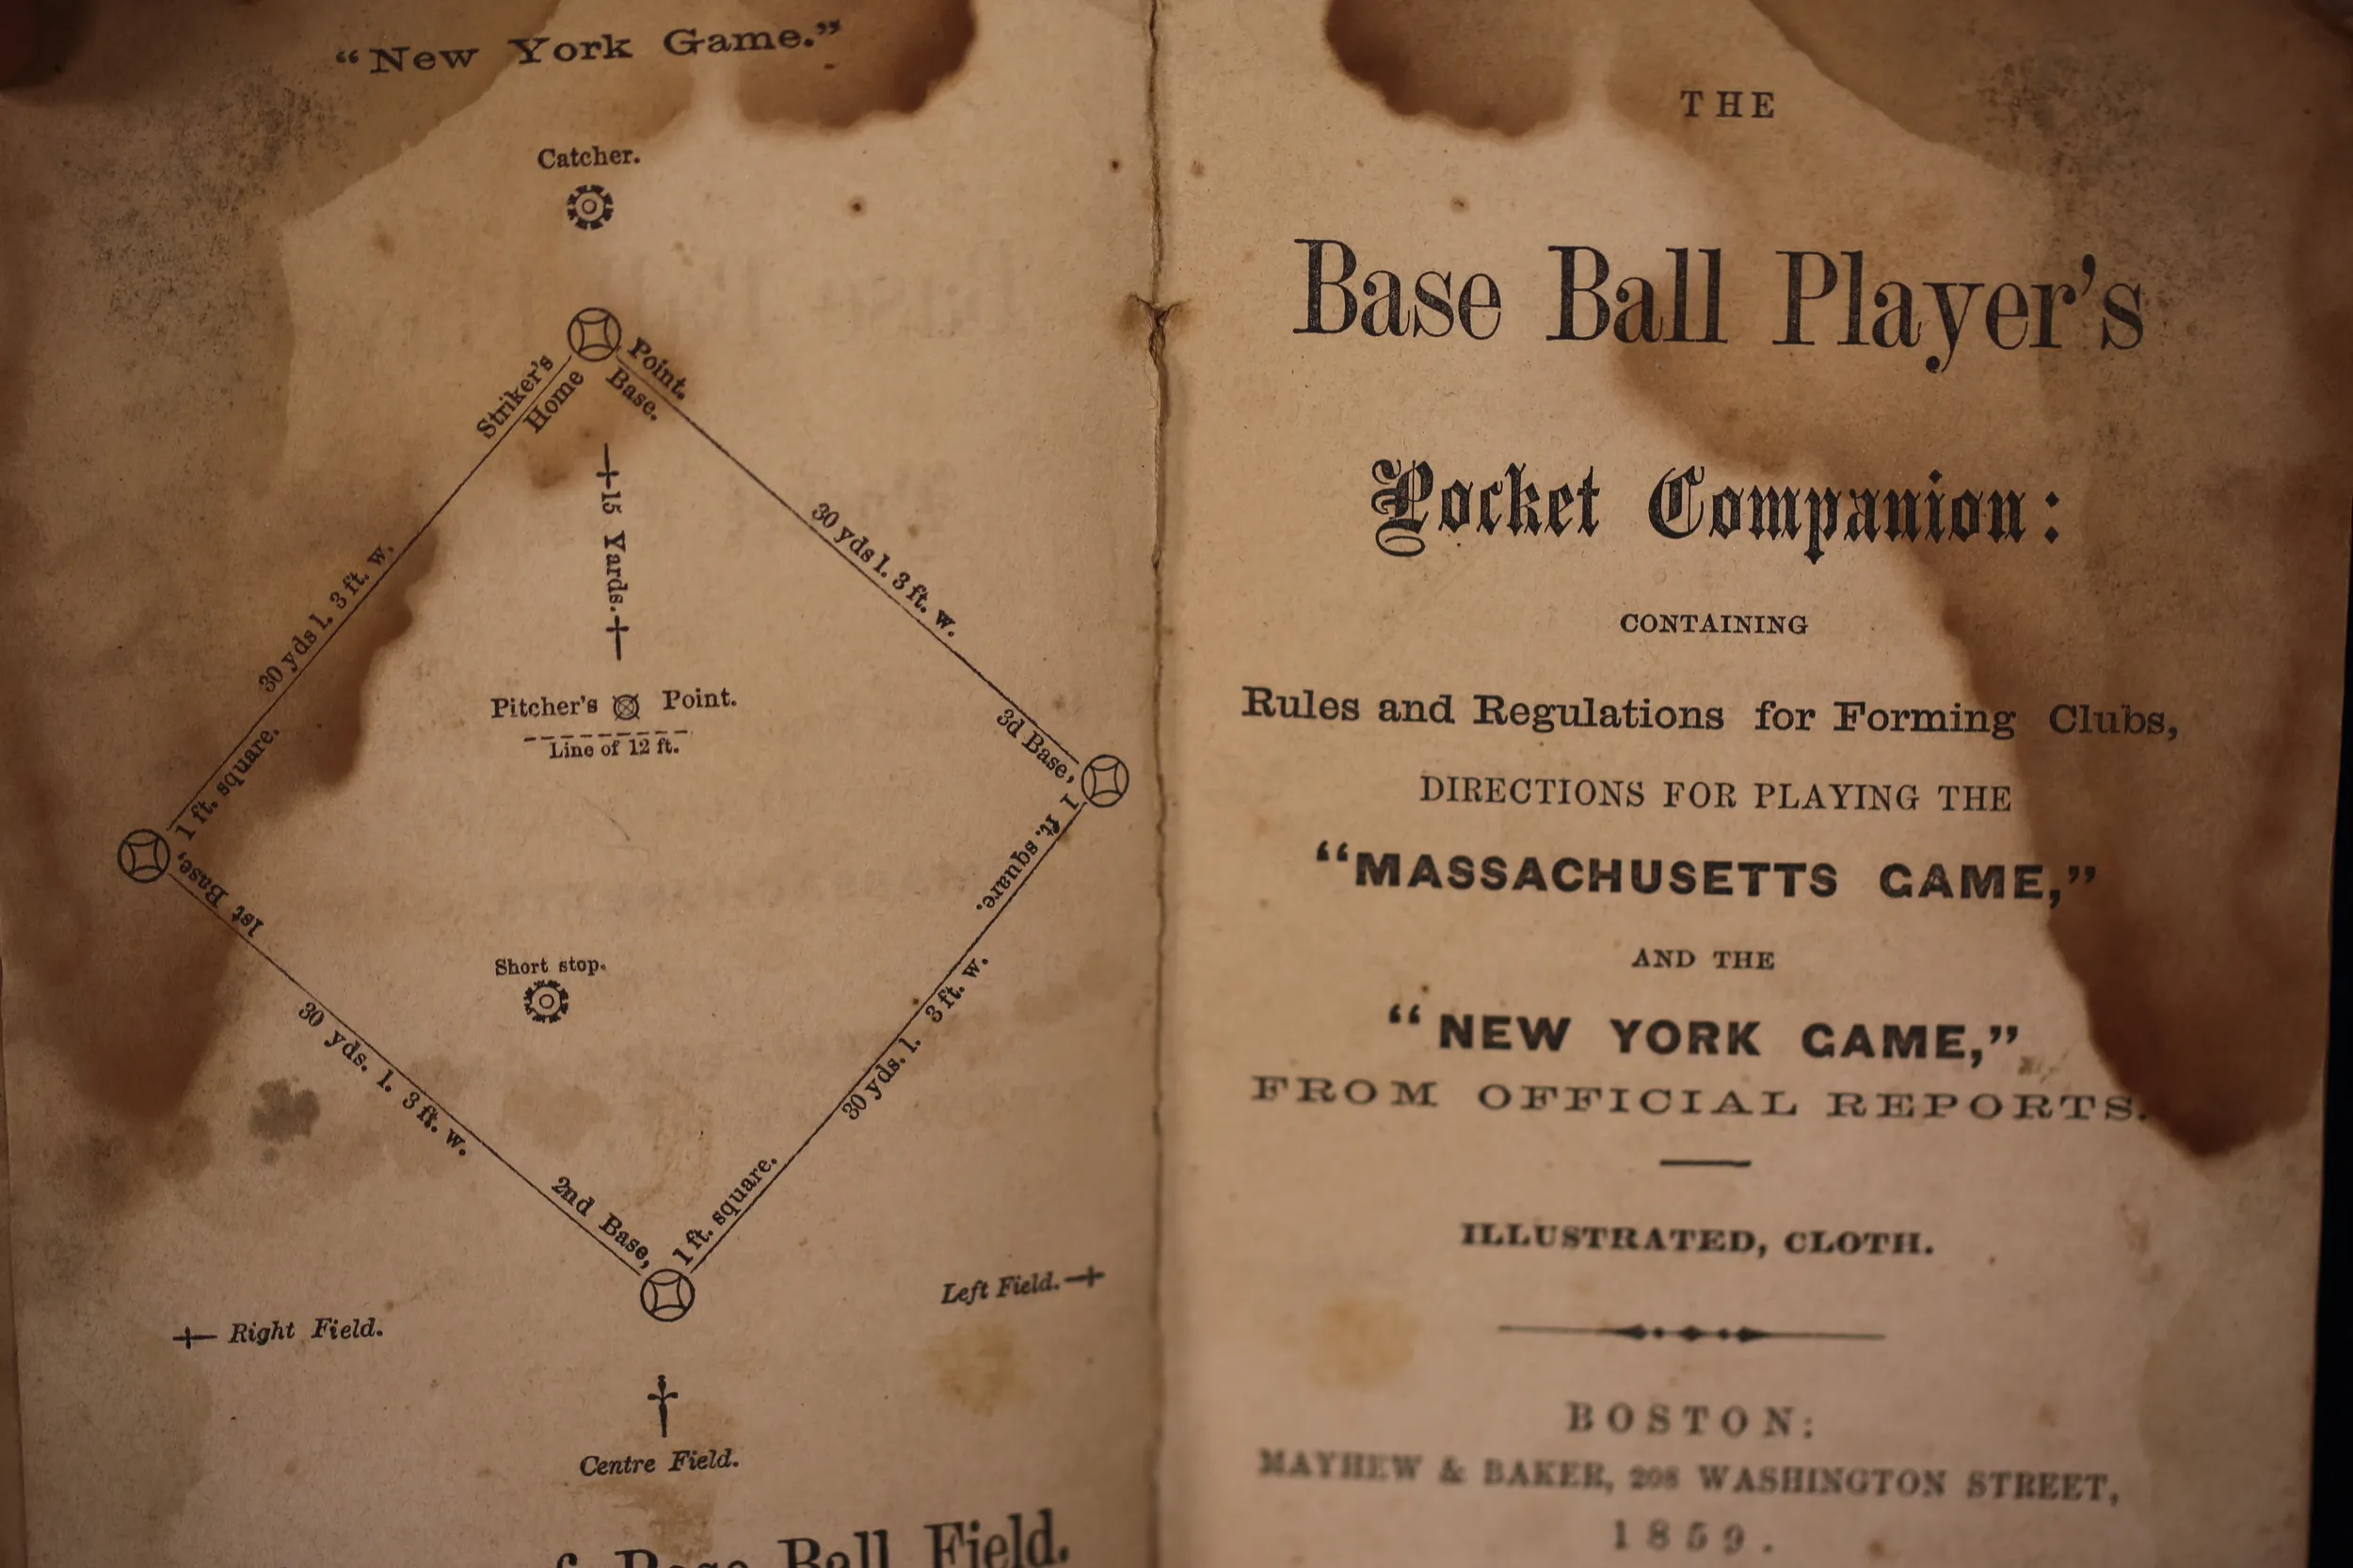 “New York Game.”
Catcher.
Striker's Point.
Home Base.
15 Yards.
30 yds l. 3 ft. w.
30 yds l. 3 ft. w.
Pitcher's Point.
Line of 12 ft.
3d Base, 1 ft. square.
1st Base, 1 ft. square.
Short stop.
30 yds. l. 3 ft. w.
30 yds. l. 3 ft. w.
2nd Base, 1 ft. square.
Left Field.
Right Field.
Centre Field.
Base Ball Field.
THE
Base Ball Player's
Pocket Companion:
CONTAINING
Rules and Regulations for Forming Clubs,
DIRECTIONS FOR PLAYING THE
“MASSACHUSETTS GAME,”
AND THE
“NEW YORK GAME,”
FROM OFFICIAL REPORTS.
ILLUSTRATED, CLOTH.
BOSTON:
MAYHEW & BAKER, 208 WASHINGTON STREET,
1859.